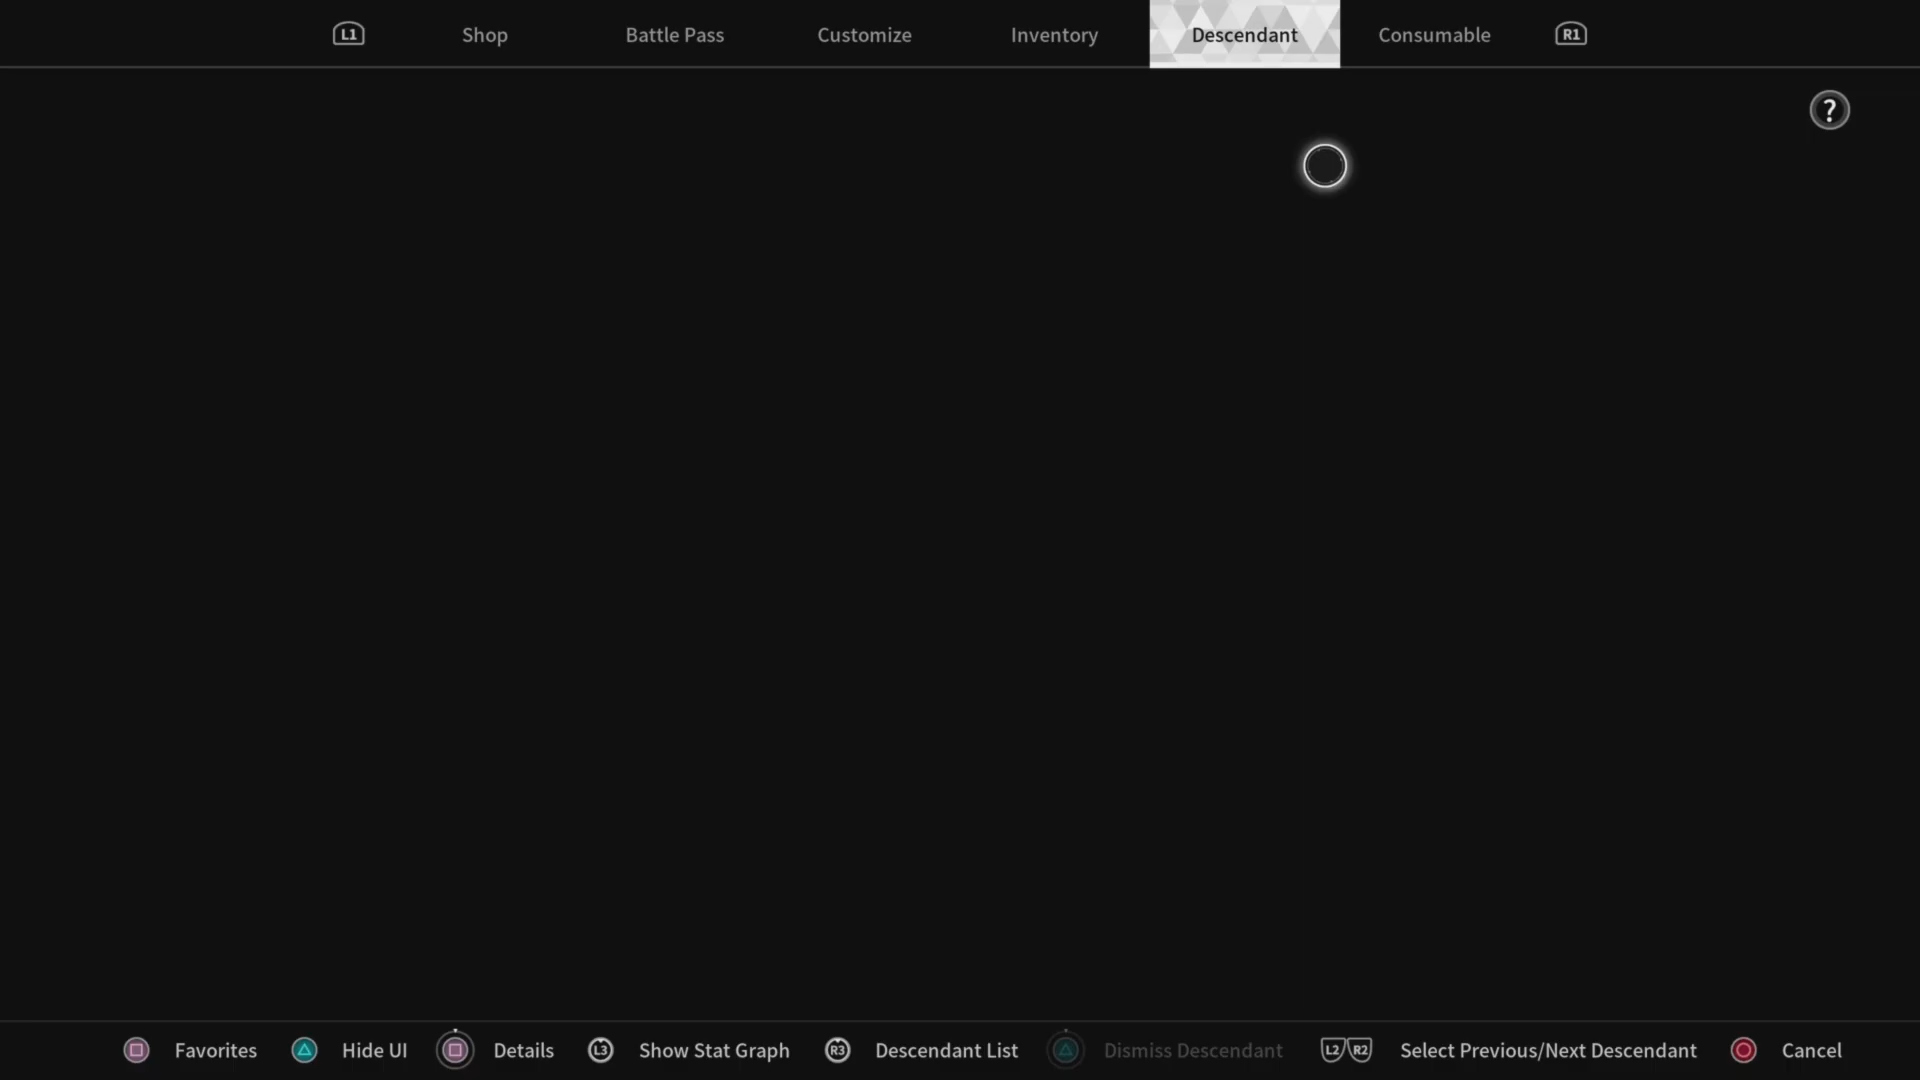 L1 Shop Battle Pass Customize Inventory Descendant Consumable R1
?
Favorites Hide UI Details L3 Show Stat Graph R3 Descendant List Dismiss Descendant L2 R2 Select Previous/Next Descendant Cancel